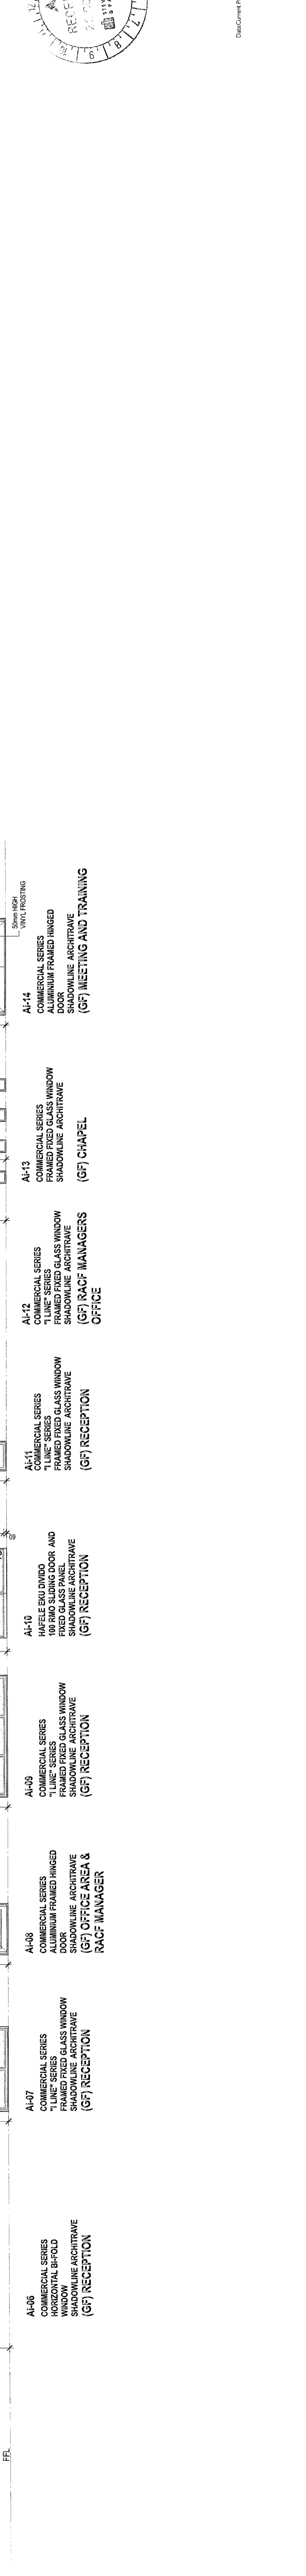 FFL
Ai-06
COMMERCIAL SERIES
HORIZONTAL BI-FOLD
WINDOW
SHADOWLINE ARCHITRAVE
(GF) RECEPTION
Ai-07
COMMERCIAL SERIES
"I LINE" SERIES
FRAMED FIXED GLASS WINDOW
SHADOWLINE ARCHITRAVE
(GF) RECEPTION
Ai-08
COMMERCIAL SERIES
ALUMINIUM FRAMED HINGED
DOOR
SHADOWLINE ARCHITRAVE
(GF) OFFICE AREA &
RACF MANAGER
Ai-09
COMMERCIAL SERIES
"I LINE" SERIES
FRAMED FIXED GLASS WINDOW
SHADOWLINE ARCHITRAVE
(GF) RECEPTION
Ai-10
HAFELE EKU DIVIDO
100 RMO SLIDING DOOR AND
FIXED GLASS PANEL
SHADOWLINE ARCHITRAVE
(GF) RECEPTION
Ai-11
COMMERCIAL SERIES
"I LINE" SERIES
FRAMED FIXED GLASS WINDOW
SHADOWLINE ARCHITRAVE
(GF) RECEPTION
Ai-12
COMMERCIAL SERIES
"I LINE" SERIES
FRAMED FIXED GLASS WINDOW
SHADOWLINE ARCHITRAVE
(GF) RACF MANAGERS
OFFICE
Ai-13
COMMERCIAL SERIES
FRAMED FIXED GLASS WINDOW
SHADOWLINE ARCHITRAVE
(GF) CHAPEL
Ai-14
COMMERCIAL SERIES
ALUMINIUM FRAMED HINGED
DOOR
SHADOWLINE ARCHITRAVE
(GF) MEETING AND TRAINING
50mm HIGH
VINYL FROSTING
7 8 9 10